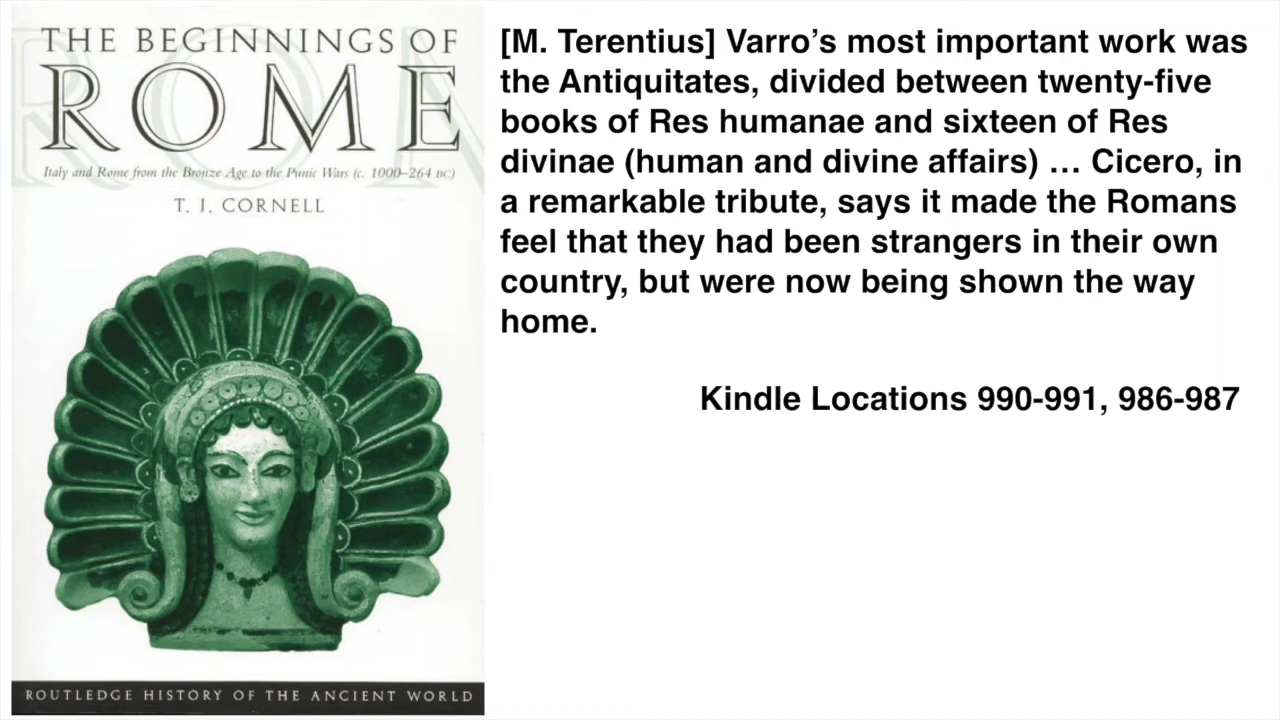 THE BEGINNINGS OF
ROME
Italy and Rome from the Bronze Age to the Punic Wars (c. 1000–264 BC)
T. J. CORNELL
ROUTLEDGE HISTORY OF THE ANCIENT WORLD
[M. Terentius] Varro’s most important work was
the Antiquitates, divided between twenty-five
books of Res humanae and sixteen of Res
divinae (human and divine affairs) … Cicero, in
a remarkable tribute, says it made the Romans
feel that they had been strangers in their own
country, but were now being shown the way
home.
Kindle Locations 990-991, 986-987